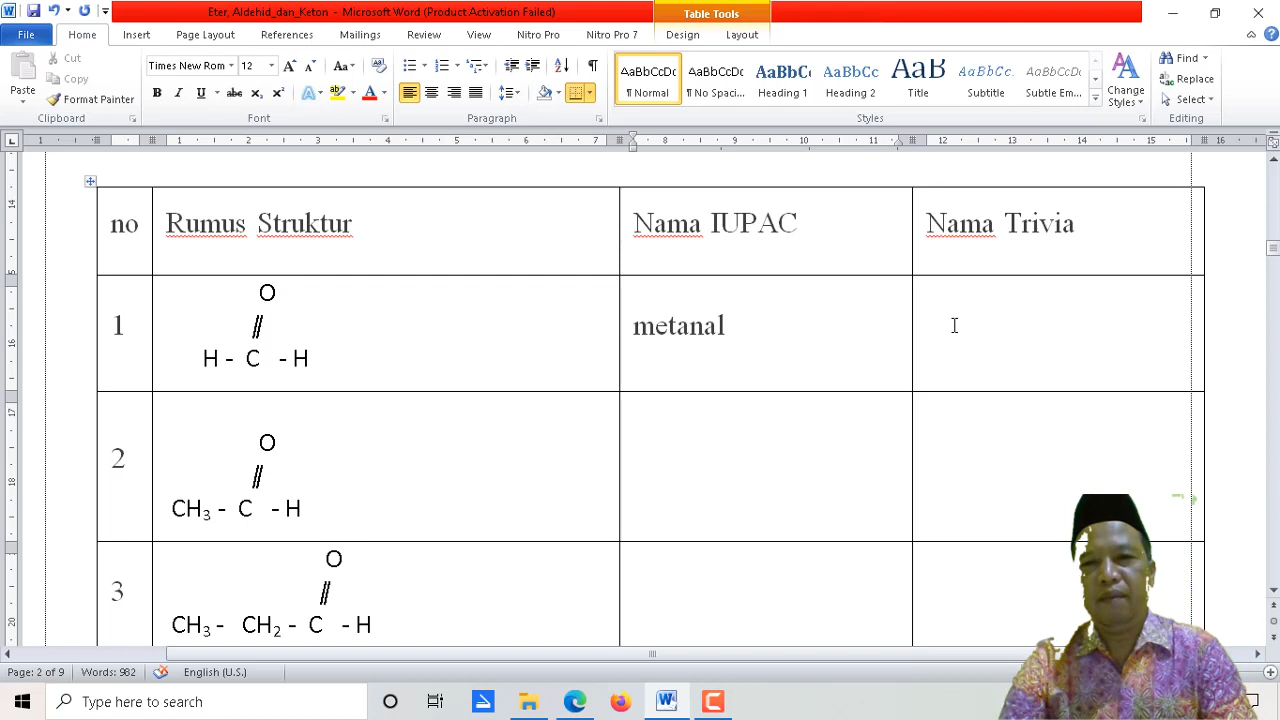 Eter, Aldehid_dan_Keton - Microsoft Word (Product Activation Failed)
Table Tools
File Home Insert Page Layout References Mailings Review View Nitro Pro Nitro Pro 7 Design Layout
Paste
Cut
Copy
Format Painter
Clipboard
Times New Rom 12
Font
Paragraph
AaBbCcDc
¶ Normal
AaBbCcDc
¶ No Spaci...
AaBbC
Heading 1
AaBbCc
Heading 2
AaB
Title
AaBbCc.
Subtitle
AaBbCcDc
Subtle Em...
Change
Styles
Styles
Find
Replace
Select
Editing
no Rumus Struktur Nama IUPAC Nama Trivia
O
//
1 H - C - H metanal
O
//
2 CH3 - C - H
O
//
3 CH3 - CH2 - C - H
Page: 2 of 9 Words: 982 English (U.S.)
Type here to search